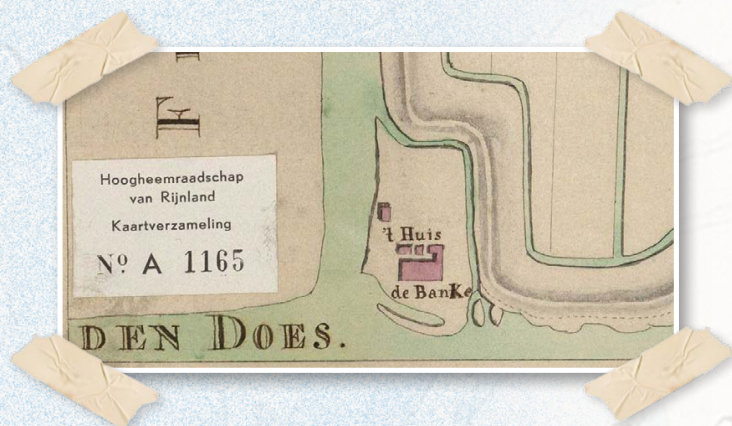 Hoogheemraadschap
van Rijnland
Kaartverzameling
Nº A 1165
't Huis
de Banke
DEN DOES.